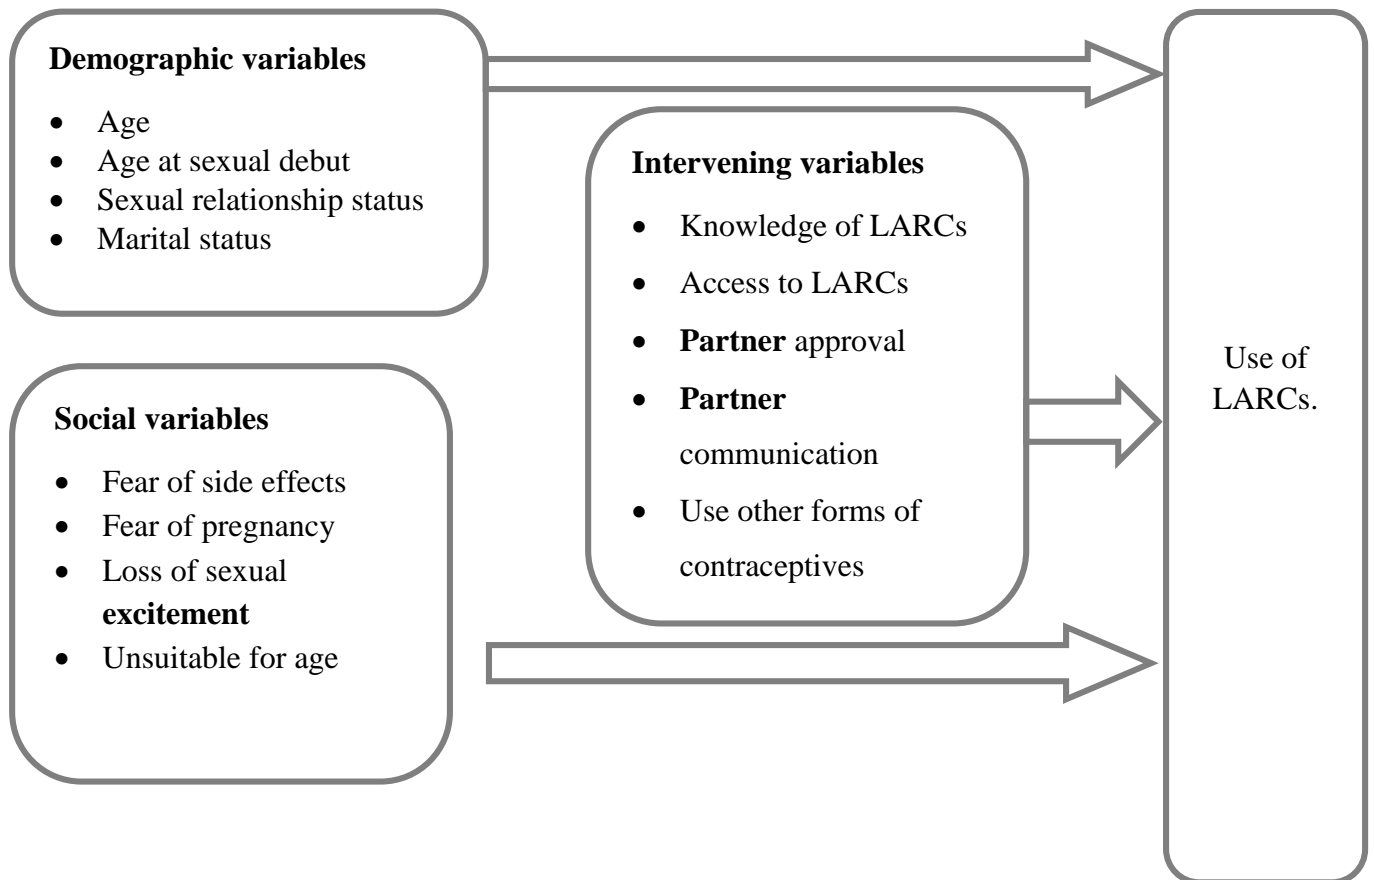 Demographic variables
• Age
• Age at sexual debut
• Sexual relationship status
• Marital status
Social variables
• Fear of side effects
• Fear of pregnancy
• Loss of sexual
excitement
• Unsuitable for age
Intervening variables
• Knowledge of LARCs
• Access to LARCs
• Partner approval
• Partner
communication
• Use other forms of
contraceptives
Use of
LARCs.